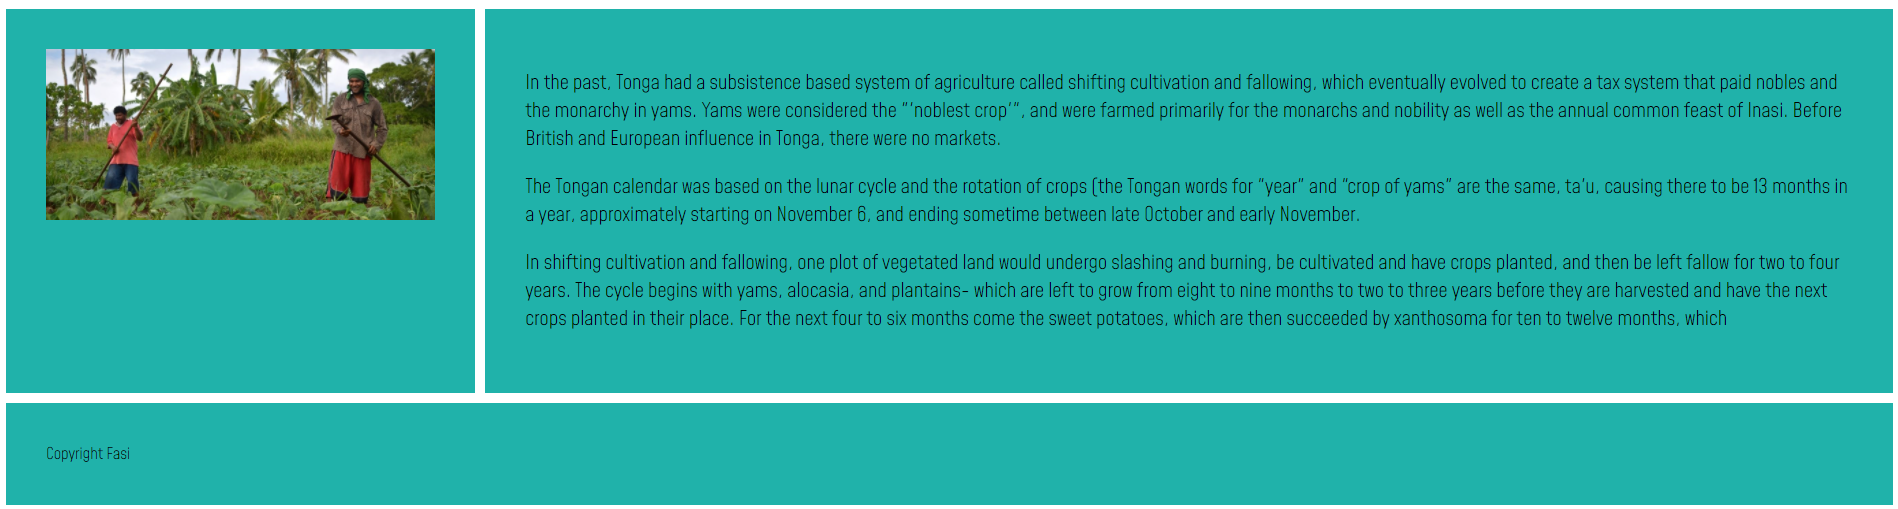 In the past, Tonga had a subsistence based system of agriculture called shifting cultivation and fallowing, which eventually evolved to create a tax system that paid nobles and
the monarchy in yams. Yams were considered the "'noblest crop'", and were farmed primarily for the monarchs and nobility as well as the annual common feast of Inasi. Before
British and European influence in Tonga, there were no markets.
The Tongan calendar was based on the lunar cycle and the rotation of crops (the Tongan words for "year" and "crop of yams" are the same, ta'u, causing there to be 13 months in
a year, approximately starting on November 6, and ending sometime between late October and early November.
In shifting cultivation and fallowing, one plot of vegetated land would undergo slashing and burning, be cultivated and have crops planted, and then be left fallow for two to four
years. The cycle begins with yams, alocasia, and plantains- which are left to grow from eight to nine months to two to three years before they are harvested and have the next
crops planted in their place. For the next four to six months come the sweet potatoes, which are then succeeded by xanthosoma for ten to twelve months, which
Copyright Fasi